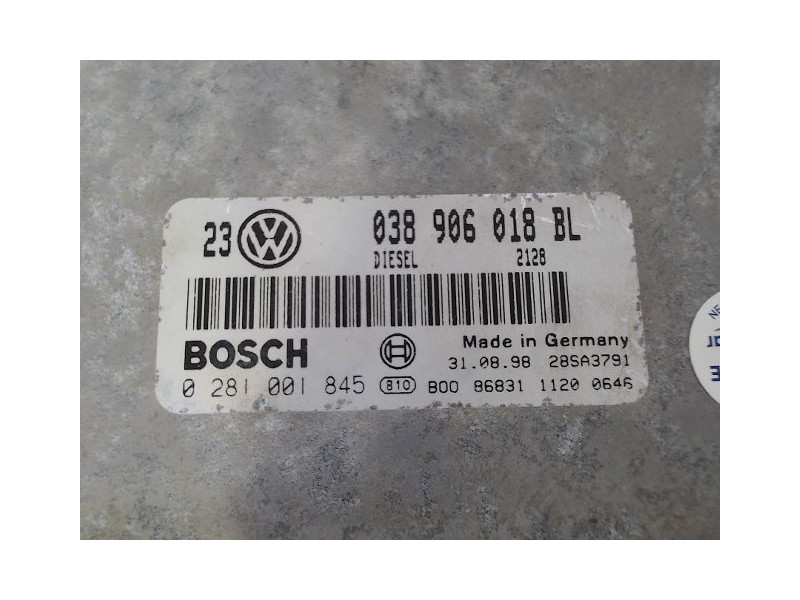 23 VW 038 906 018 BL
DIESEL 2128
BOSCH Made in Germany
31.08.98 28SA3791
0 281 001 845 B10 B00 86831 1120 0646